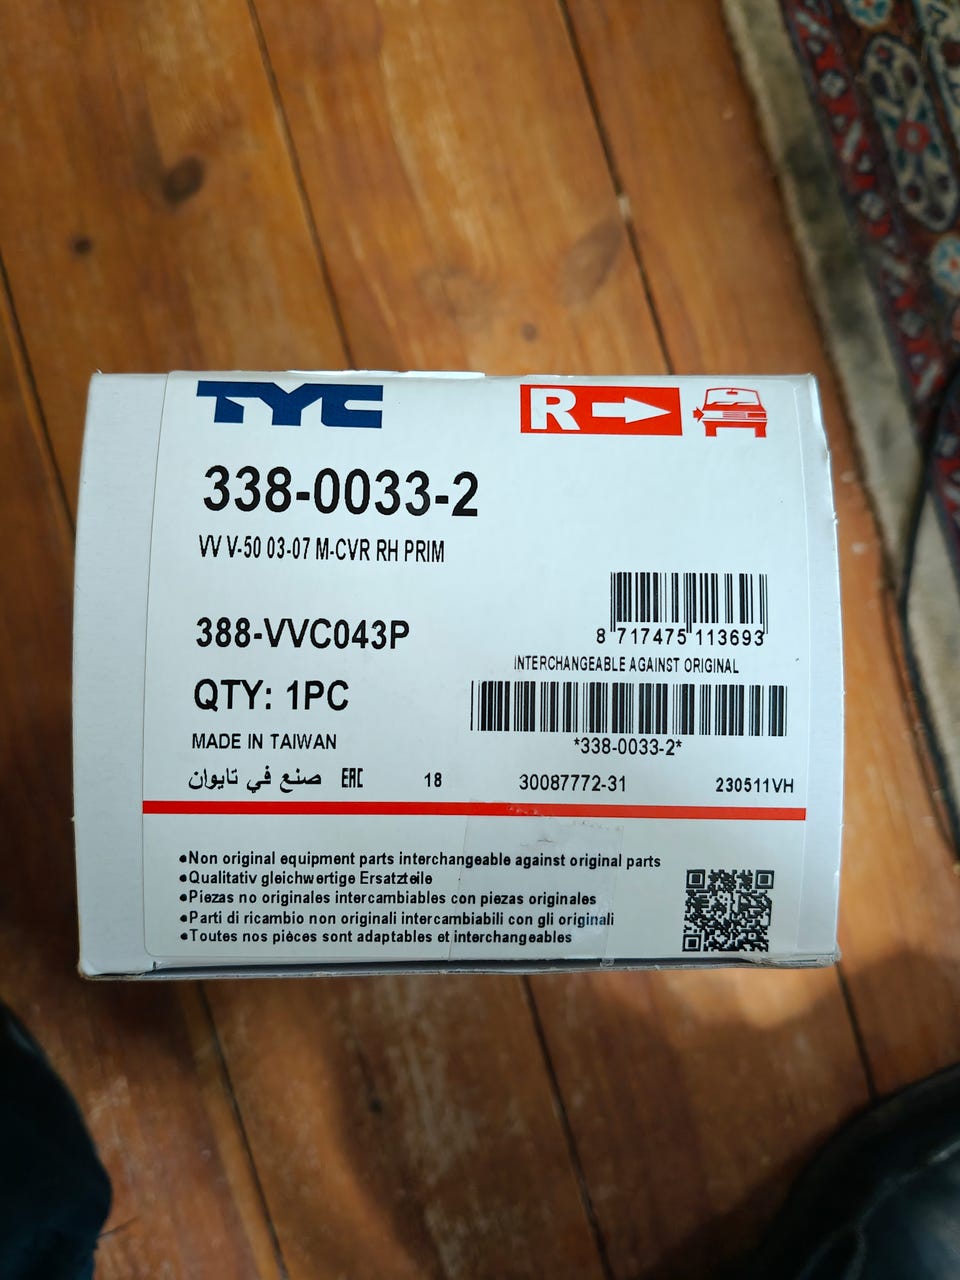 TYC
R
338-0033-2
VV V-50 03-07 M-CVR RH PRIM
388-VVC043P
8 717475 113693
INTERCHANGEABLE AGAINST ORIGINAL
QTY: 1PC
*338-0033-2*
MADE IN TAIWAN
صنع في تايوان EAC 18 30087772-31 230511VH
•Non original equipment parts interchangeable against original parts
•Qualitativ gleichwertige Ersatzteile
•Piezas no originales intercambiables con piezas originales
•Parti di ricambio non originali intercambiabili con gli originali
•Toutes nos pièces sont adaptables et interchangeables